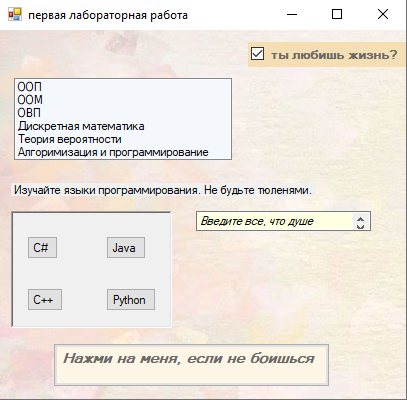 первая лабораторная работа
ты любишь жизнь?
ООП
ООМ
ОВП
Дискретная математика
Теория вероятности
Алгоримизация и программирование
Изучайте языки программирования. Не будьте тюленями.
Введите все, что душе
C#
Java
C++
Python
Нажми на меня, если не боишься